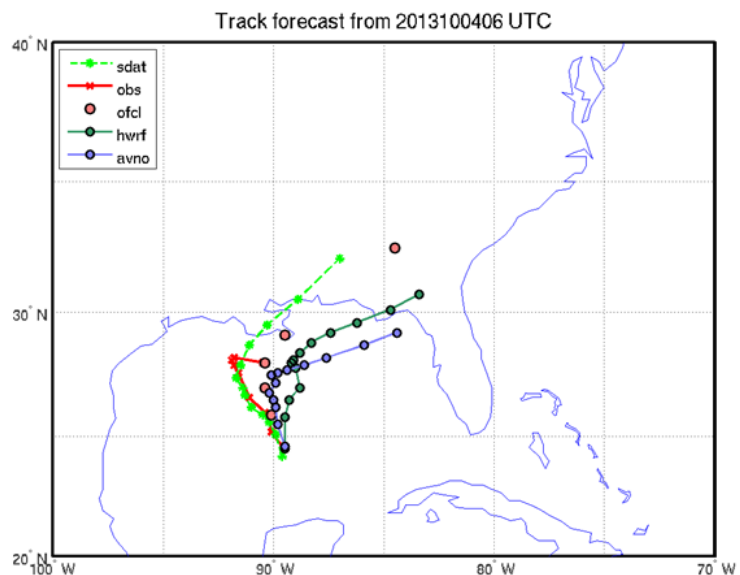 Track forecast from 2013100406 UTC
40° N
sdat
obs
ofcl
hwrf
avno
30° N
20° N
100° W
90° W
80° W
70° W